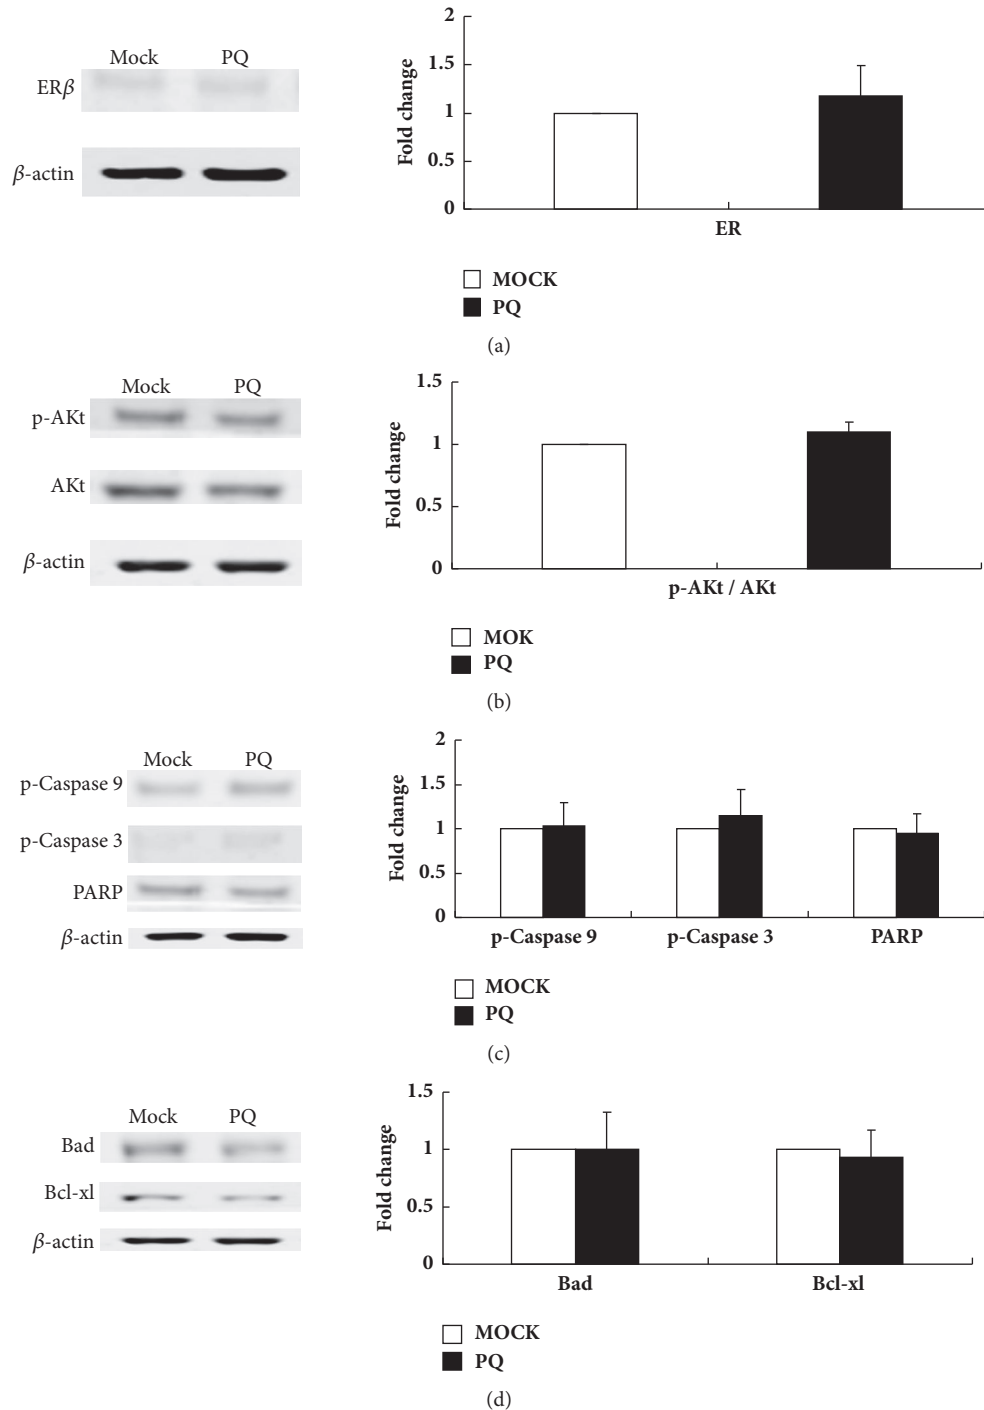 Mock PQ
ERβ
β-actin
2
1.5
1
0.5
0
Fold change
ER
MOCK
PQ
(a)
Mock PQ
p-AKt
AKt
β-actin
1.5
1
0.5
0
Fold change
p-AKt / AKt
MOK
PQ
(b)
Mock PQ
p-Caspase 9
p-Caspase 3
PARP
β-actin
2
1.5
1
0.5
0
Fold change
p-Caspase 9 p-Caspase 3 PARP
MOCK
PQ
(c)
Mock PQ
Bad
Bcl-xl
β-actin
1.5
1
0.5
0
Fold change
Bad Bcl-xl
MOCK
PQ
(d)